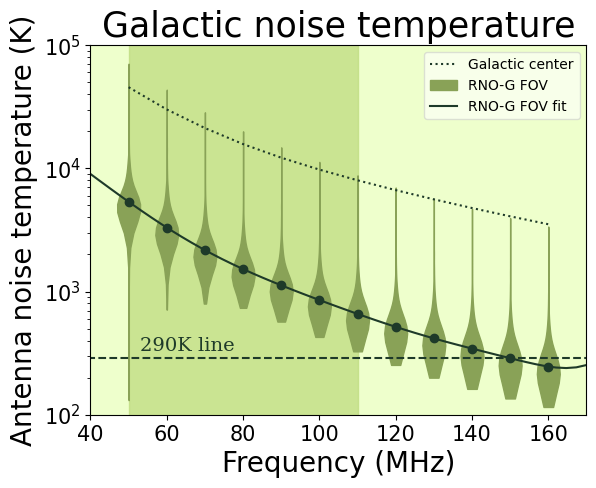 Galactic noise temperature
Antenna noise temperature (K)
10^5
10^4
10^3
10^2
Galactic center
RNO-G FOV
RNO-G FOV fit
290K line
40 60 80 100 120 140 160
Frequency (MHz)